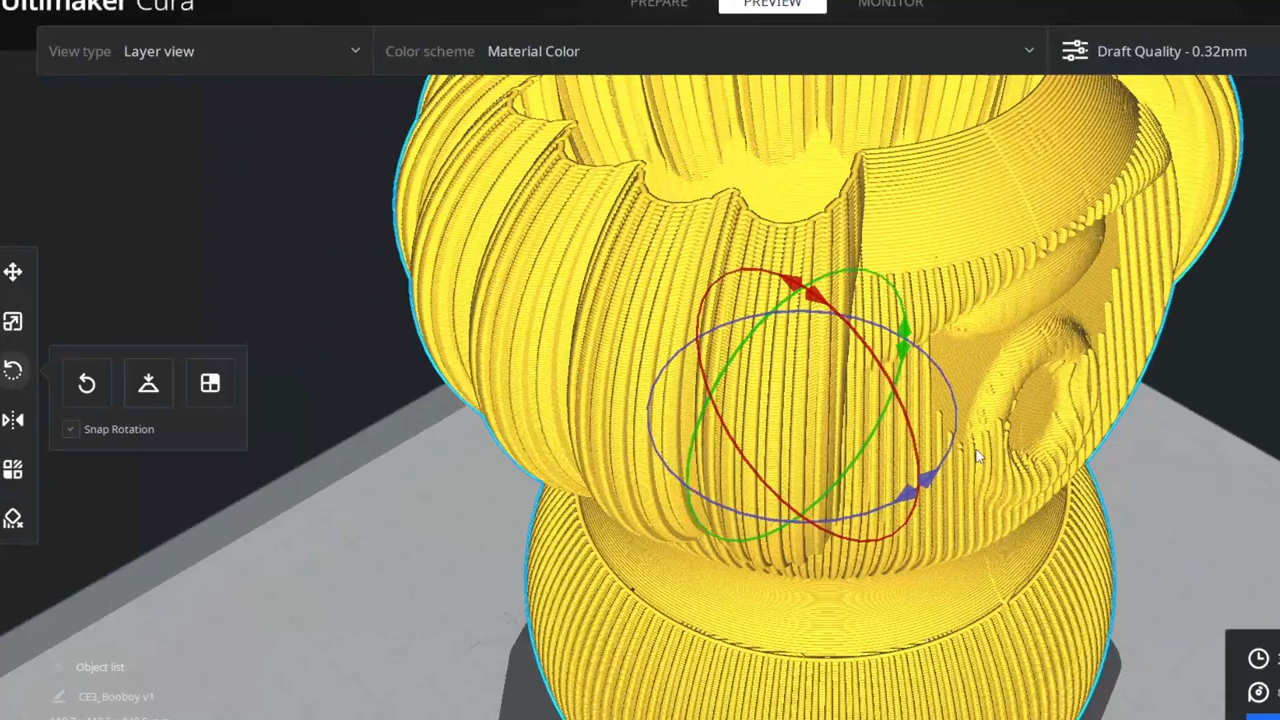 Ultimaker Cura
PREPARE
PREVIEW
MONITOR
View type Layer view
Color scheme Material Color
Draft Quality - 0.32mm
Snap Rotation
Object list
CE3_Booboy v1